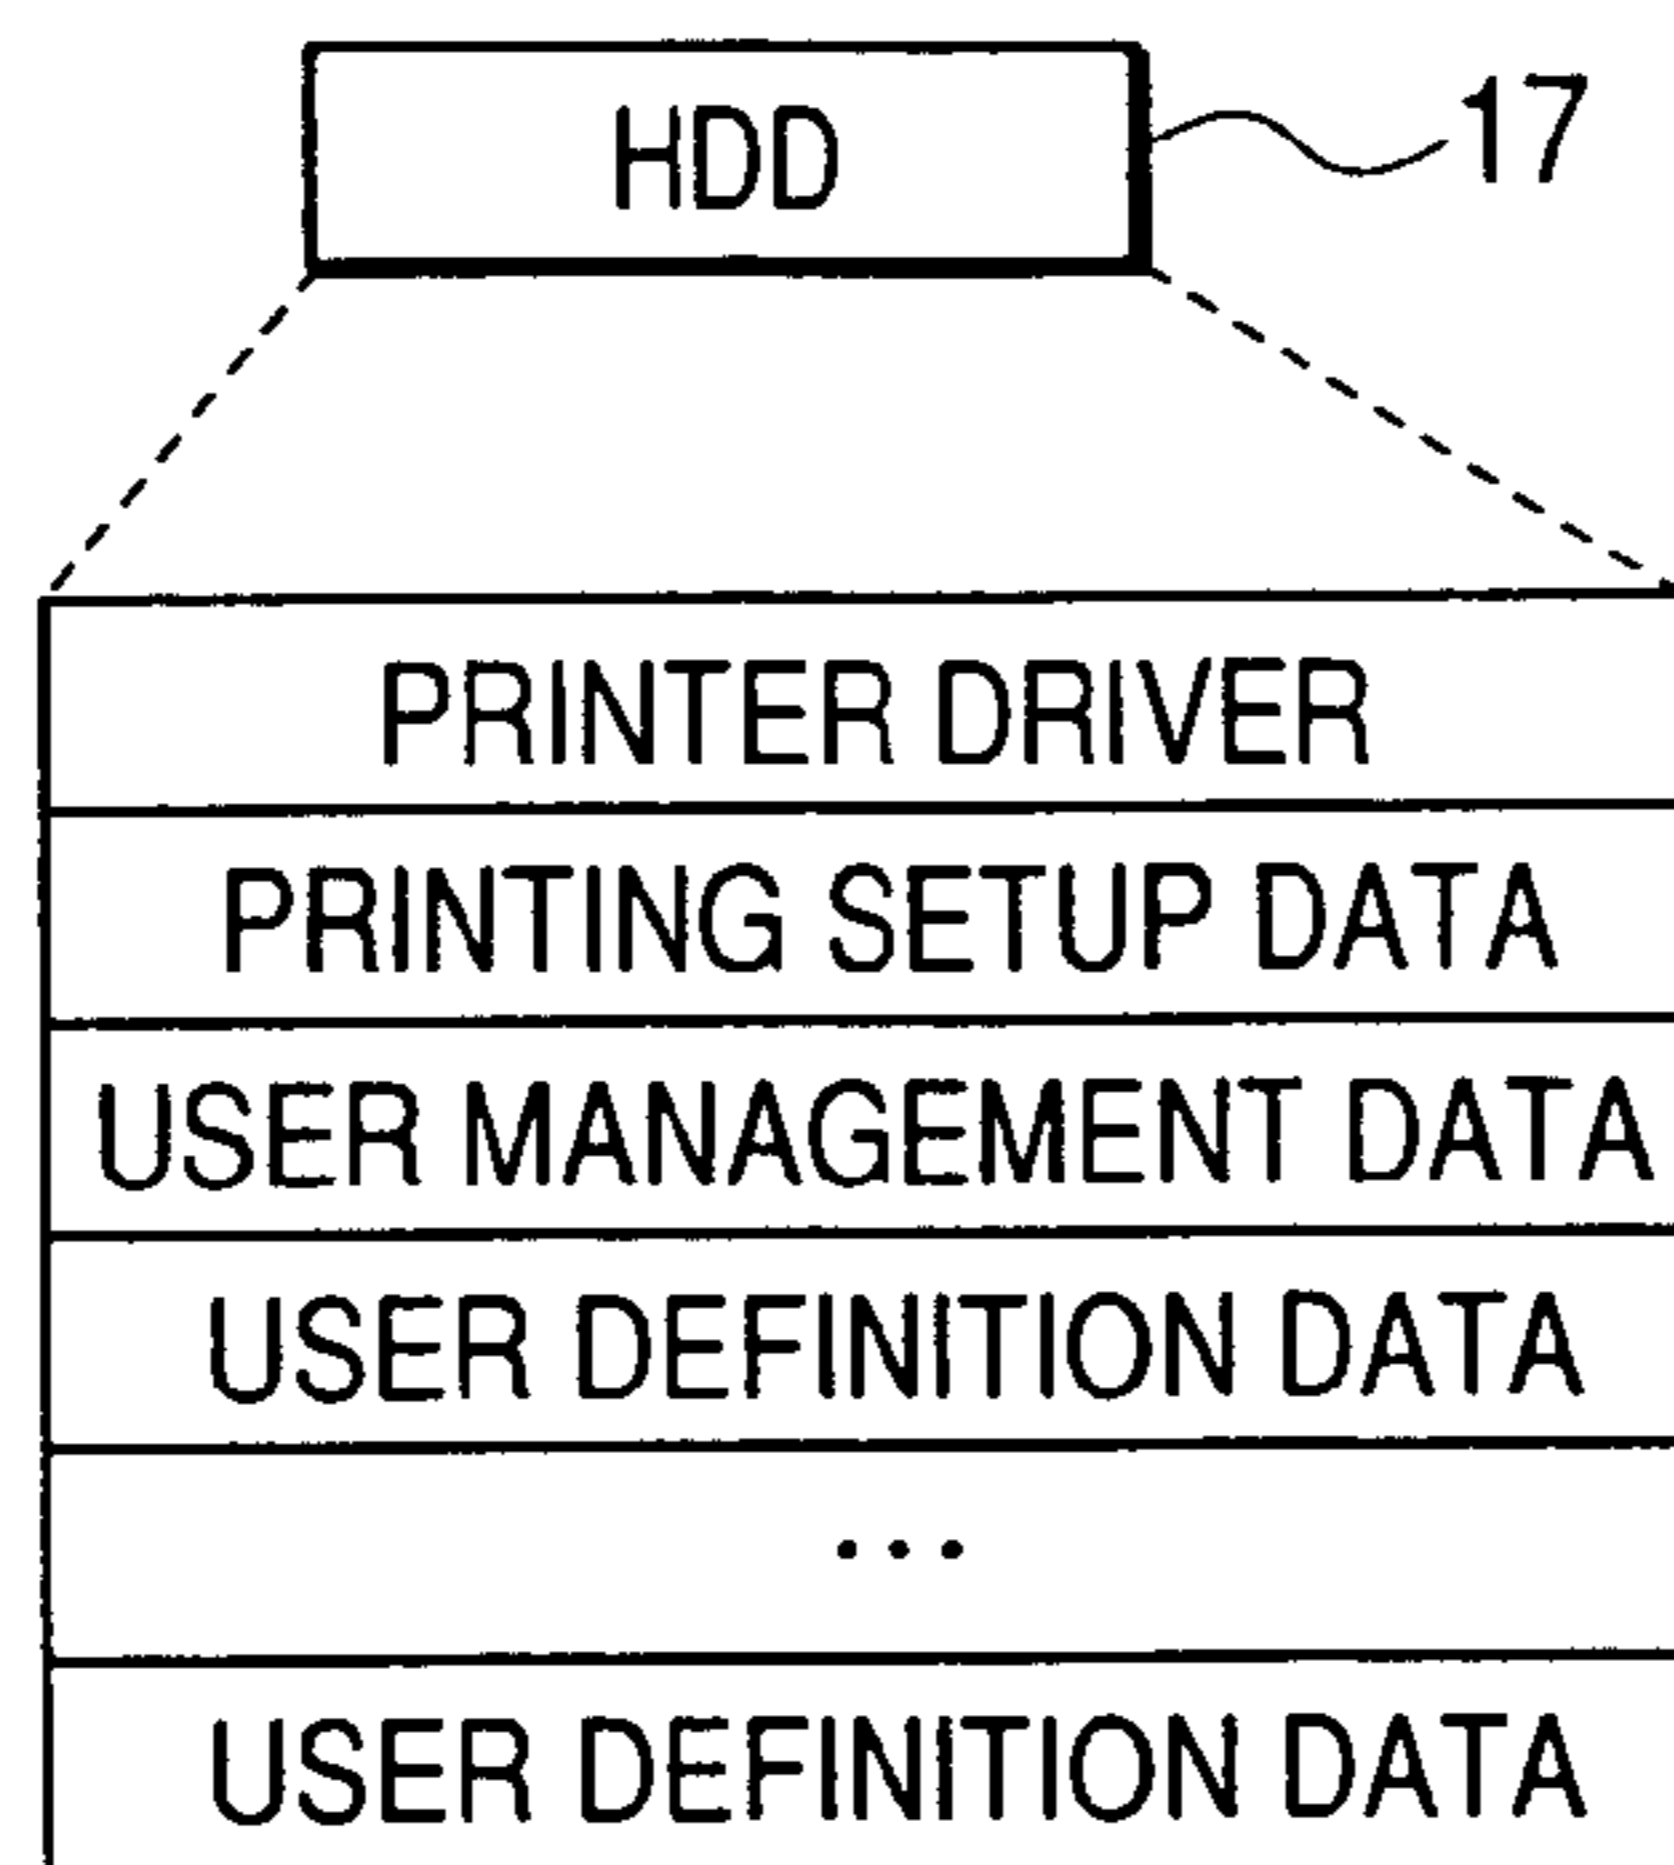 HDD 17
PRINTER DRIVER
PRINTING SETUP DATA
USER MANAGEMENT DATA
USER DEFINITION DATA
...
USER DEFINITION DATA